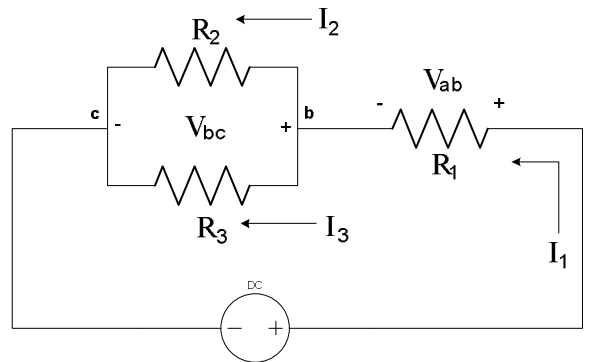 R2
I2
Vab
c - Vbc + b - +
R1
R3
I3
I1
DC
- +